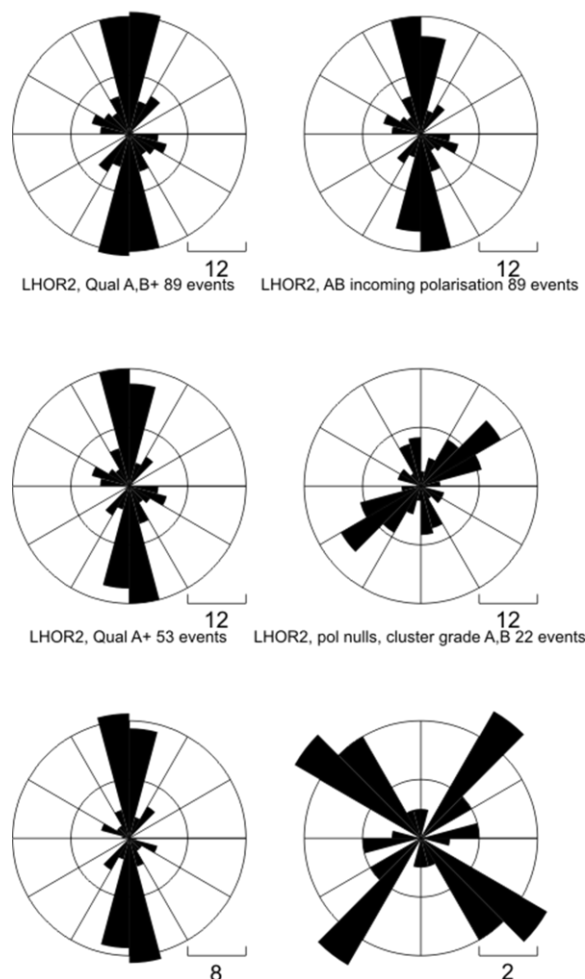 12
12
LHOR2, Qual A,B+ 89 events
LHOR2, AB incoming polarisation 89 events
12
12
LHOR2, Qual A+ 53 events
LHOR2, pol nulls, cluster grade A,B 22 events
8
2